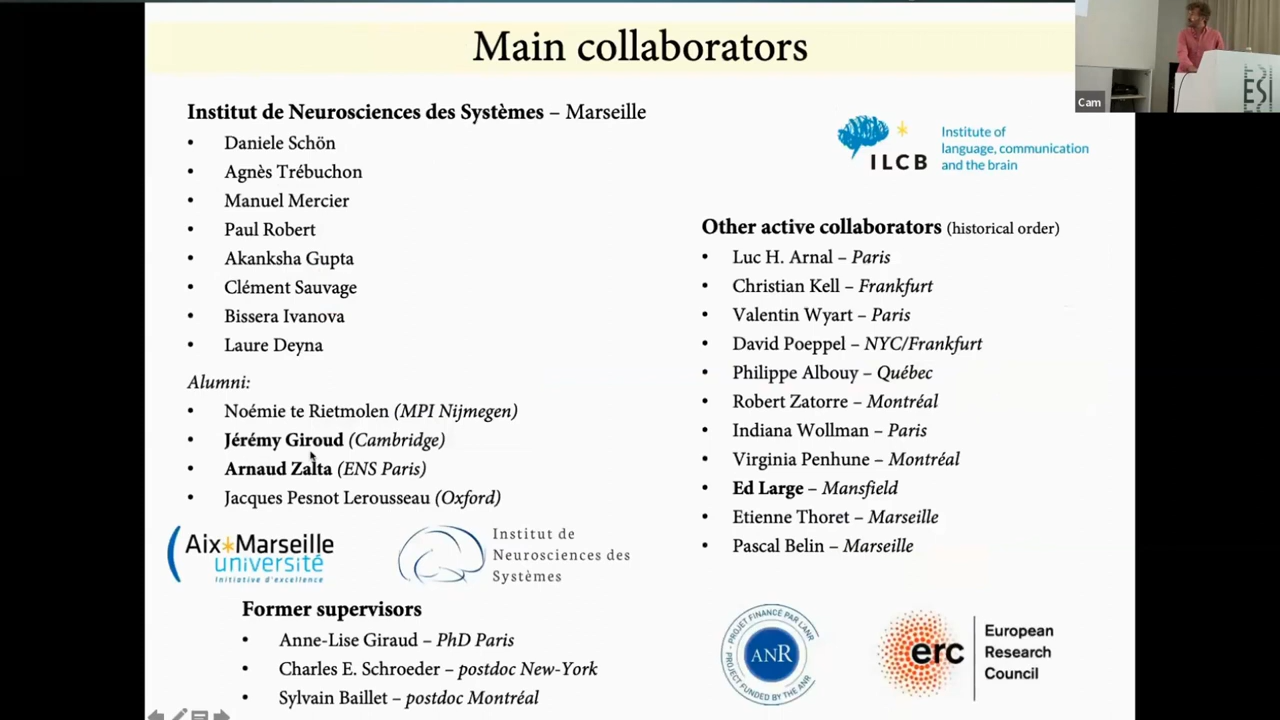 Main collaborators
Cam
ESI
Institut de Neurosciences des Systèmes – Marseille
• Daniele Schön
• Agnès Trébuchon
• Manuel Mercier
• Paul Robert
• Akanksha Gupta
• Clément Sauvage
• Bissera Ivanova
• Laure Deyna
Alumni:
• Noémie te Rietmolen (MPI Nijmegen)
• Jérémy Giroud (Cambridge)
• Arnaud Zalta (ENS Paris)
• Jacques Pesnot Lerousseau (Oxford)
Aix*Marseille
université
Initiative d'excellence
Institut de
Neurosciences des
Systèmes
Former supervisors
• Anne-Lise Giraud – PhD Paris
• Charles E. Schroeder – postdoc New-York
• Sylvain Baillet – postdoc Montréal
ILCB
Institute of
language, communication
and the brain
Other active collaborators (historical order)
• Luc H. Arnal – Paris
• Christian Kell – Frankfurt
• Valentin Wyart – Paris
• David Poeppel – NYC/Frankfurt
• Philippe Albouy – Québec
• Robert Zatorre – Montréal
• Indiana Wollman – Paris
• Virginia Penhune – Montréal
• Ed Large – Mansfield
• Etienne Thoret – Marseille
• Pascal Belin – Marseille
PROJET FINANCÉ PAR L'ANR
ANR
PROJECT FUNDED BY THE ANR
erc
European
Research
Council